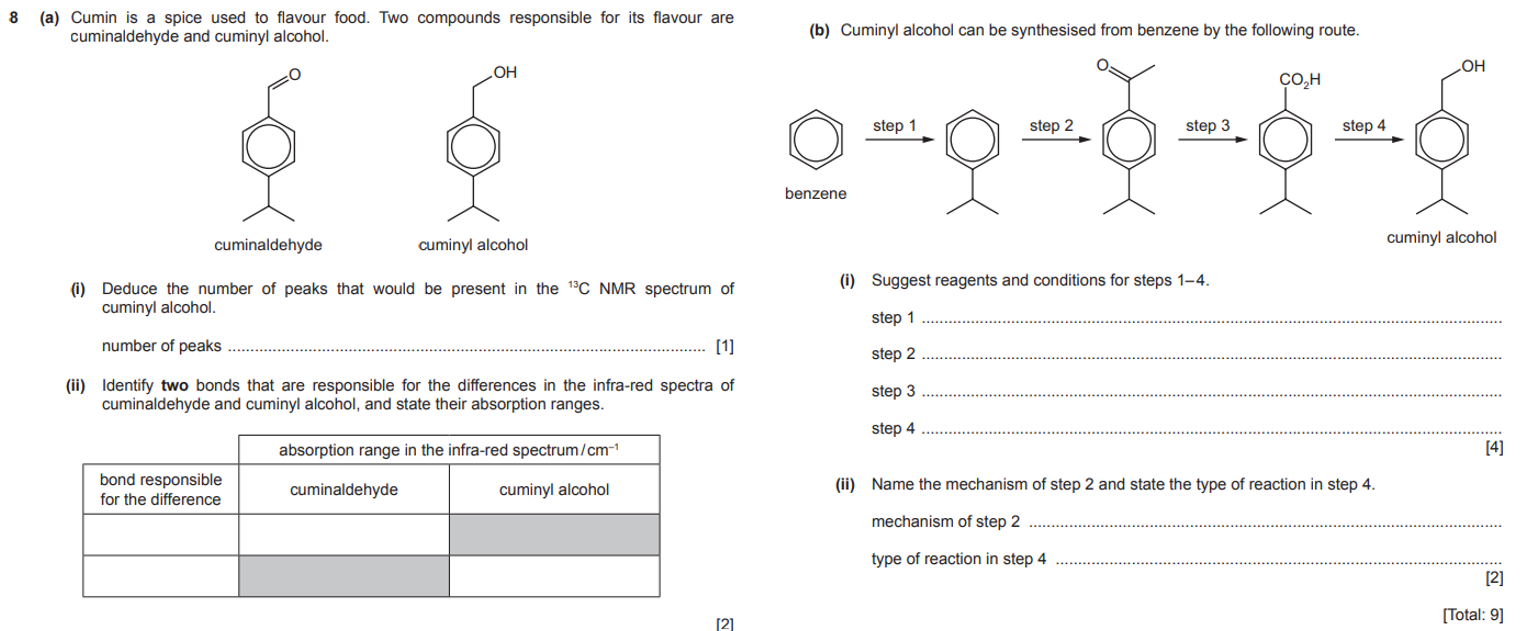 8 (a) Cumin is a spice used to flavour food. Two compounds responsible for its flavour are
cuminaldehyde and cuminyl alcohol.
O
OH
cuminaldehyde
cuminyl alcohol
(i) Deduce the number of peaks that would be present in the ¹³C NMR spectrum of
cuminyl alcohol.
number of peaks ........................................ [1]
(ii) Identify two bonds that are responsible for the differences in the infra-red spectra of
cuminaldehyde and cuminyl alcohol, and state their absorption ranges.
absorption range in the infra-red spectrum/cm⁻¹
bond responsible
for the difference
cuminaldehyde
cuminyl alcohol
[2]
(b) Cuminyl alcohol can be synthesised from benzene by the following route.
O
CO₂H
OH
step 1
step 2
step 3
step 4
benzene
cuminyl alcohol
(i) Suggest reagents and conditions for steps 1–4.
step 1 ........................................
step 2 ........................................
step 3 ........................................
step 4 ........................................
[4]
(ii) Name the mechanism of step 2 and state the type of reaction in step 4.
mechanism of step 2 ........................................
type of reaction in step 4 ........................................
[2]
[Total: 9]